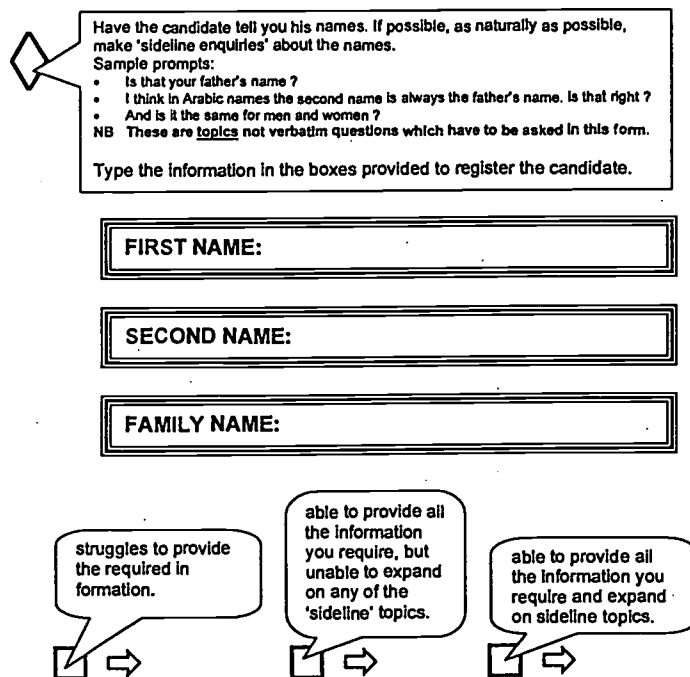 Have the candidate tell you his names. If possible, as naturally as possible,
make 'sideline enquiries' about the names.
Sample prompts:
• Is that your father's name ?
• I think in Arabic names the second name is always the father's name. Is that right ?
• And is it the same for men and women ?
NB These are topics not verbatim questions which have to be asked in this form.
Type the information in the boxes provided to register the candidate.
FIRST NAME:
SECOND NAME:
FAMILY NAME:
struggles to provide
the required in
formation.
able to provide all
the information
you require, but
unable to expand
on any of the
'sideline' topics.
able to provide all
the information you
require and expand
on sideline topics.